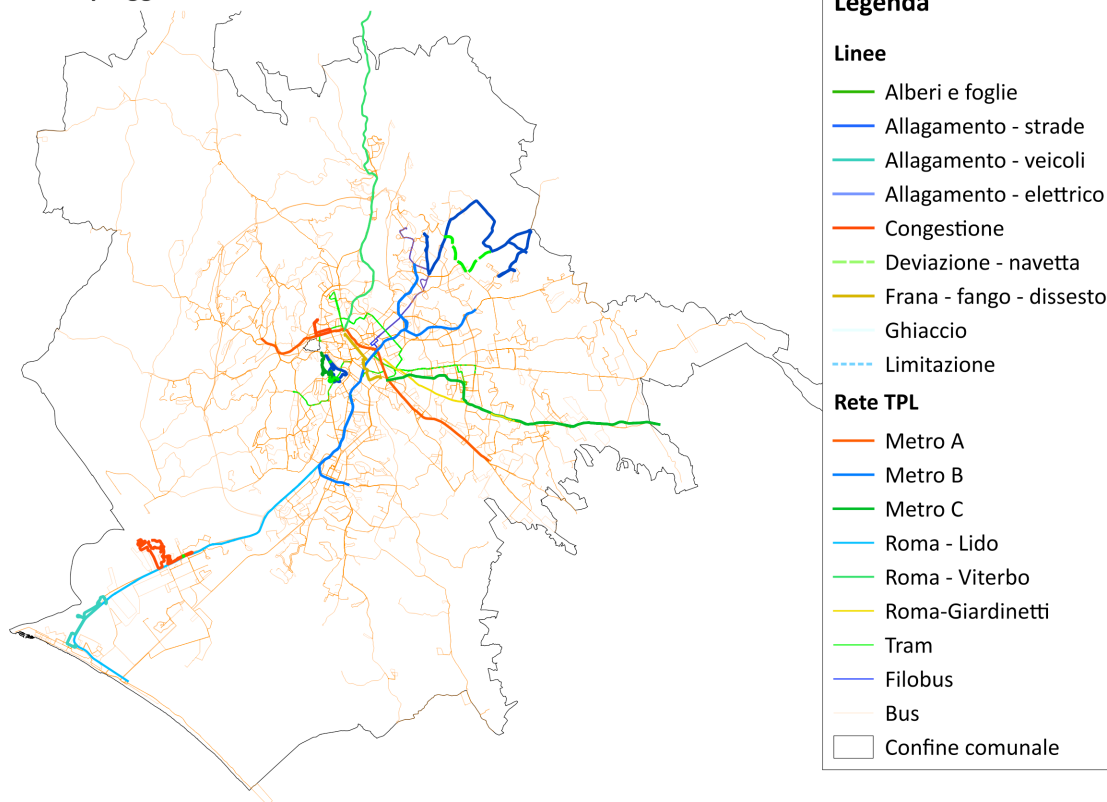 Legenda
Linee
Alberi e foglie
Allagamento - strade
Allagamento - veicoli
Allagamento - elettrico
Congestione
Deviazione - navetta
Frana - fango - dissesto
Ghiaccio
Limitazione
Rete TPL
Metro A
Metro B
Metro C
Roma - Lido
Roma - Viterbo
Roma-Giardinetti
Tram
Filobus
Bus
Confine comunale